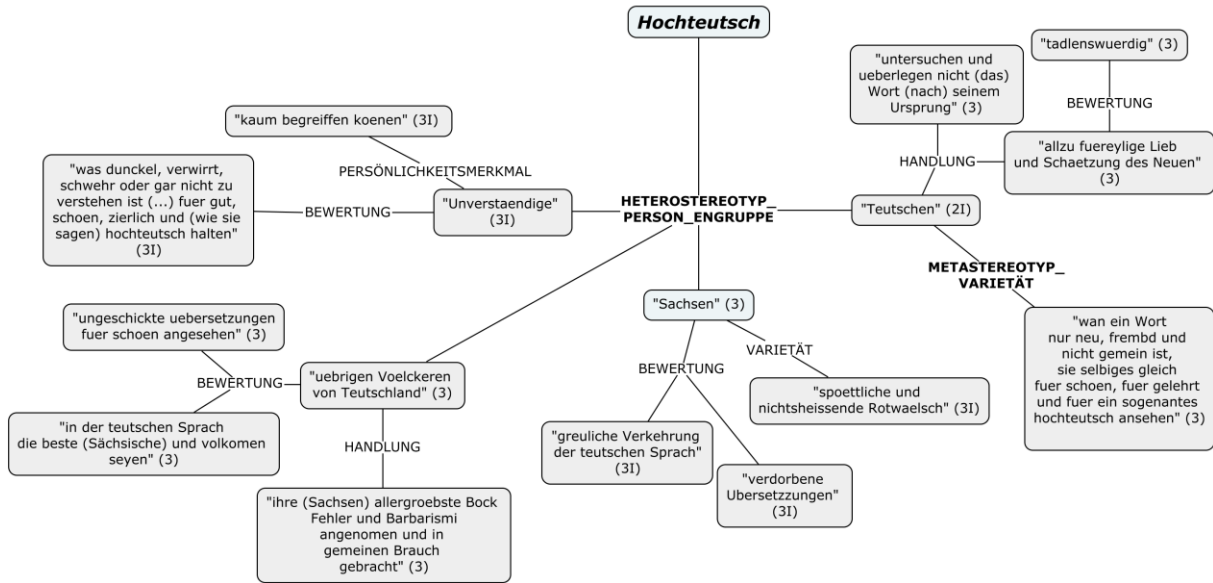 Hochteutsch
"tadlenswuerdig" (3)
"untersuchen und
ueberlegen nicht (das)
Wort (nach) seinem
Ursprung" (3)
BEWERTUNG
"kaum begreiffen koenen" (3I)
"allzu fuereylige Lieb
und Schaetzung des Neuen"
(3)
HANDLUNG
PERSÖNLICHKEITSMERKMAL
"was dunckel, verwirrt,
schwehr oder gar nicht zu
verstehen ist (...) fuer gut,
schoen, zierlich und (wie sie
sagen) hochteutsch halten"
(3I)
BEWERTUNG
"Unverstaendige"
(3I)
HETEROSTEREOTYP_
PERSON_ENGRUPPE
"Teutschen" (2I)
METASTEREOTYP_
VARIETÄT
"Sachsen" (3)
"ungeschickte uebersetzungen
fuer schoen angesehen" (3)
VARIETÄT
"wan ein Wort
nur neu, frembd und
nicht gemein ist,
sie selbiges gleich
fuer schoen, fuer gelehrt
und fuer ein sogenantes
hochteutsch ansehen" (3)
BEWERTUNG
BEWERTUNG
"uebrigen Voelckeren
von Teutschland" (3)
"spoettliche und
nichtsheissende Rotwaelsch" (3I)
"in der teutschen Sprach
die beste (Sächsische) und volkomen
seyen" (3)
HANDLUNG
"greuliche Verkehrung
der teutschen Sprach"
(3I)
"verdorbene
Ubersetzzungen"
(3I)
"ihre (Sachsen) allergroebste Bock
Fehler und Barbarismi
angenomen und in
gemeinen Brauch
gebracht" (3)